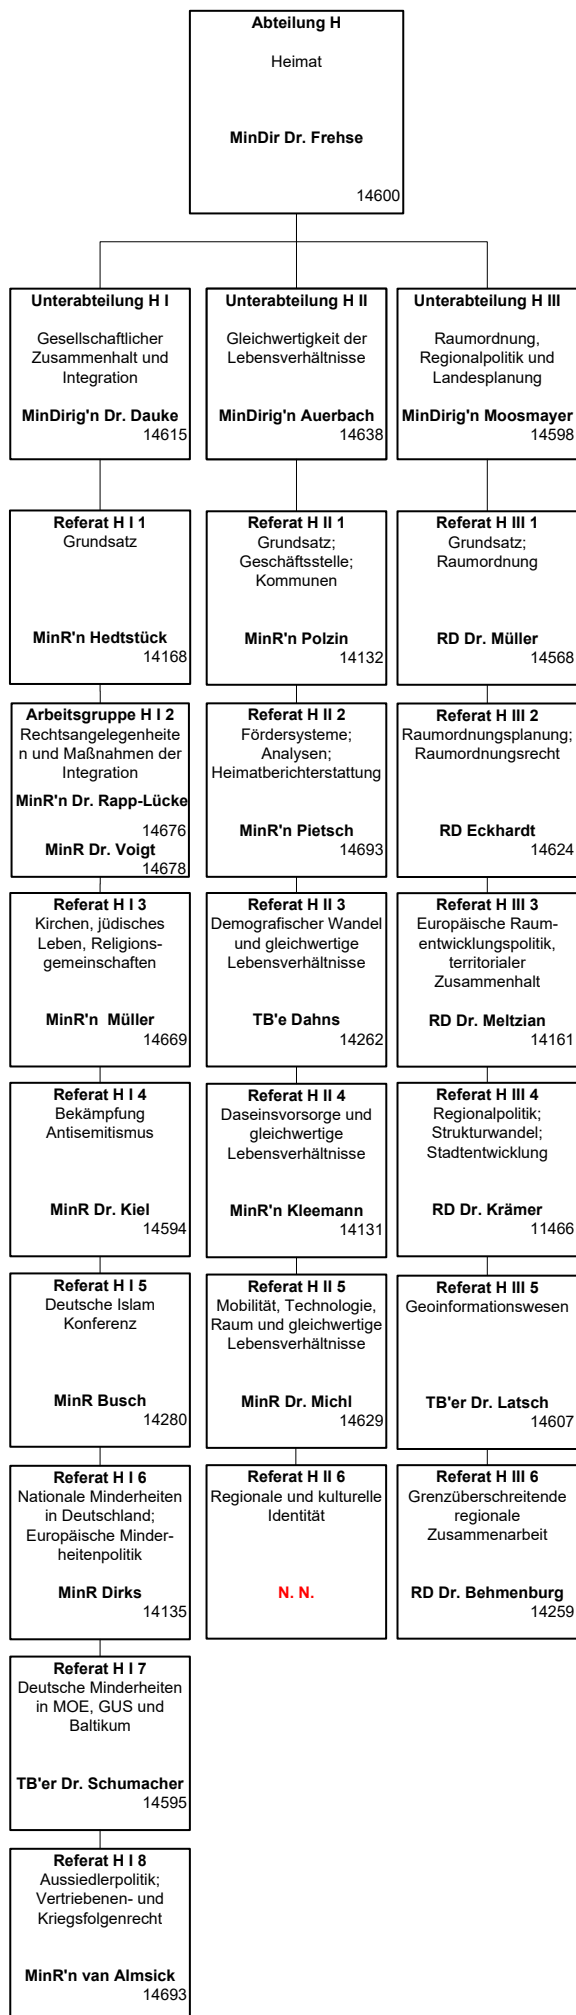 Abteilung H
Heimat
MinDir Dr. Frehse
14600
Unterabteilung H I
Gesellschaftlicher
Zusammenhalt und
Integration
MinDirig'n Dr. Dauke
14615
Unterabteilung H II
Gleichwertigkeit der
Lebensverhältnisse
MinDirig'n Auerbach
14638
Unterabteilung H III
Raumordnung,
Regionalpolitik und
Landesplanung
MinDirig'n Moosmayer
14598
Referat H I 1
Grundsatz
MinR'n Hedtstück
14168
Referat H II 1
Grundsatz;
Geschäftsstelle;
Kommunen
MinR'n Polzin
14132
Referat H III 1
Grundsatz;
Raumordnung
RD Dr. Müller
14568
Arbeitsgruppe H I 2
Rechtsangelegenheite
n und Maßnahmen der
Integration
MinR'n Dr. Rapp-Lücke
14676
MinR Dr. Voigt
14678
Referat H II 2
Fördersysteme;
Analysen;
Heimatberichterstattung
MinR'n Pietsch
14693
Referat H III 2
Raumordnungsplanung;
Raumordnungsrecht
RD Eckhardt
14624
Referat H I 3
Kirchen, jüdisches
Leben, Religions-
gemeinschaften
MinR'n  Müller
14669
Referat H II 3
Demografischer Wandel
und gleichwertige
Lebensverhältnisse
TB'e Dahns
14262
Referat H III 3
Europäische Raum-
entwicklungspolitik,
territorialer
Zusammenhalt
RD Dr. Meltzian
14161
Referat H I 4
Bekämpfung
Antisemitismus
MinR Dr. Kiel
14594
Referat H II 4
Daseinsvorsorge und
gleichwertige
Lebensverhältnisse
MinR'n Kleemann
14131
Referat H III 4
Regionalpolitik;
Strukturwandel;
Stadtentwicklung
RD Dr. Krämer
11466
Referat H I 5
Deutsche Islam
Konferenz
MinR Busch
14280
Referat H II 5
Mobilität, Technologie,
Raum und gleichwertige
Lebensverhältnisse
MinR Dr. Michl
14629
Referat H III 5
Geoinformationswesen
TB'er Dr. Latsch
14607
Referat H I 6
Nationale Minderheiten
in Deutschland;
Europäische Minder-
heitenpolitik
MinR Dirks
14135
Referat H II 6
Regionale und kulturelle
Identität
N. N.
Referat H III 6
Grenzüberschreitende
regionale
Zusammenarbeit
RD Dr. Behmenburg
14259
Referat H I 7
Deutsche Minderheiten
in MOE, GUS und
Baltikum
TB'er Dr. Schumacher
14595
Referat H I 8
Aussiedlerpolitik;
Vertriebenen- und
Kriegsfolgenrecht
MinR'n van Almsick
14693